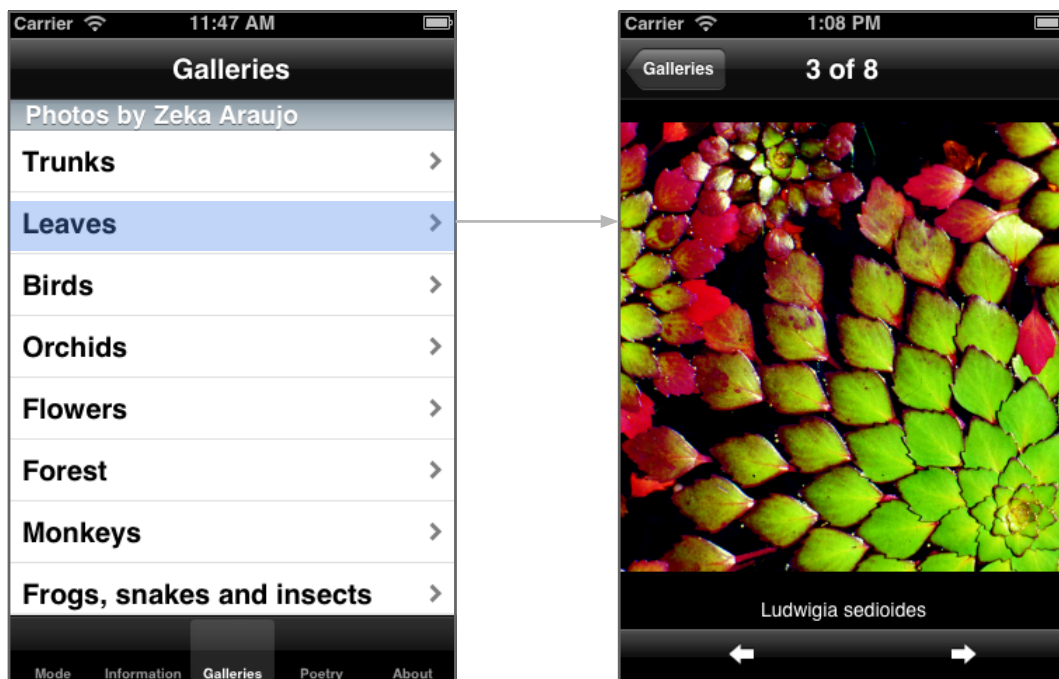 Carrier 11:47 AM
Galleries
Photos by Zeka Araujo
Trunks
Leaves
Birds
Orchids
Flowers
Forest
Monkeys
Frogs, snakes and insects
Mode Information Galleries Poetry About
Carrier 1:08 PM
Galleries 3 of 8
Ludwigia sedioides